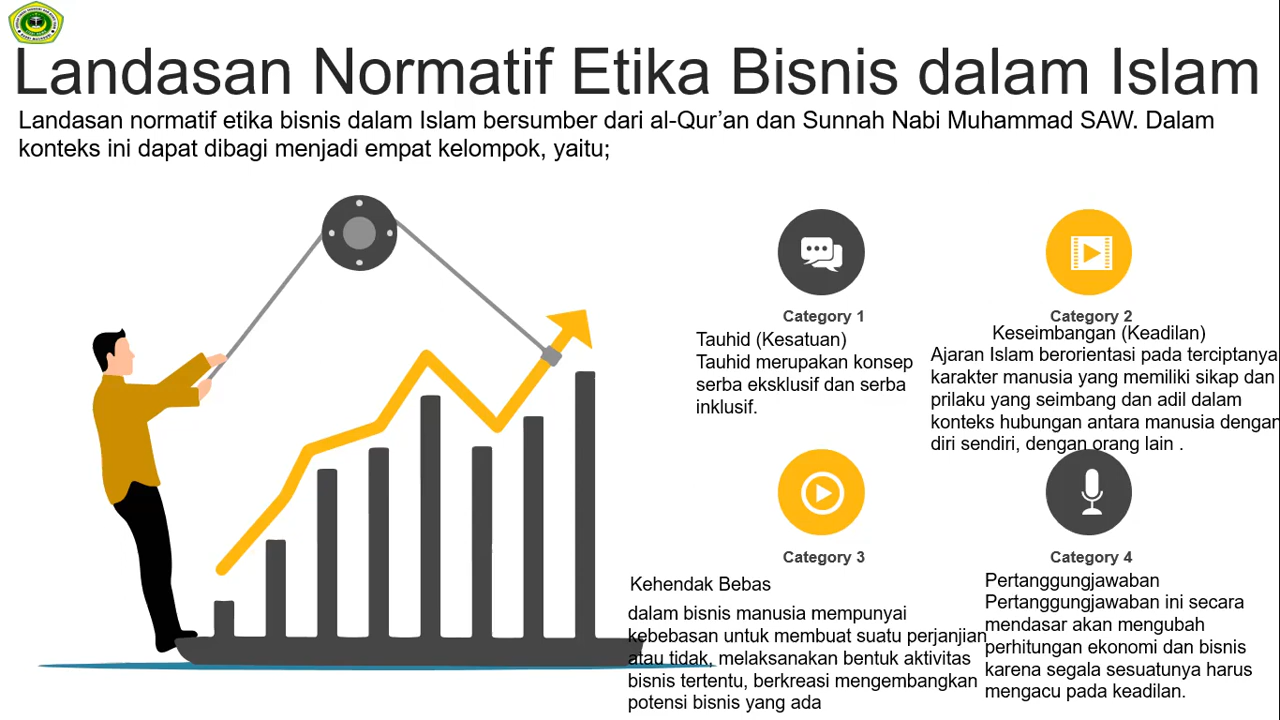 Landasan Normatif Etika Bisnis dalam Islam
Landasan normatif etika bisnis dalam Islam bersumber dari al-Qur’an dan Sunnah Nabi Muhammad SAW. Dalam
konteks ini dapat dibagi menjadi empat kelompok, yaitu;
Category 1
Tauhid (Kesatuan)
Tauhid merupakan konsep
serba eksklusif dan serba
inklusif.
Category 2
Keseimbangan (Keadilan)
Ajaran Islam berorientasi pada terciptanya
karakter manusia yang memiliki sikap dan
prilaku yang seimbang dan adil dalam
konteks hubungan antara manusia dengan
diri sendiri, dengan orang lain .
Category 3
Kehendak Bebas
dalam bisnis manusia mempunyai
kebebasan untuk membuat suatu perjanjian
atau tidak, melaksanakan bentuk aktivitas
bisnis tertentu, berkreasi mengembangkan
potensi bisnis yang ada
Category 4
Pertanggungjawaban
Pertanggungjawaban ini secara
mendasar akan mengubah
perhitungan ekonomi dan bisnis
karena segala sesuatunya harus
mengacu pada keadilan.